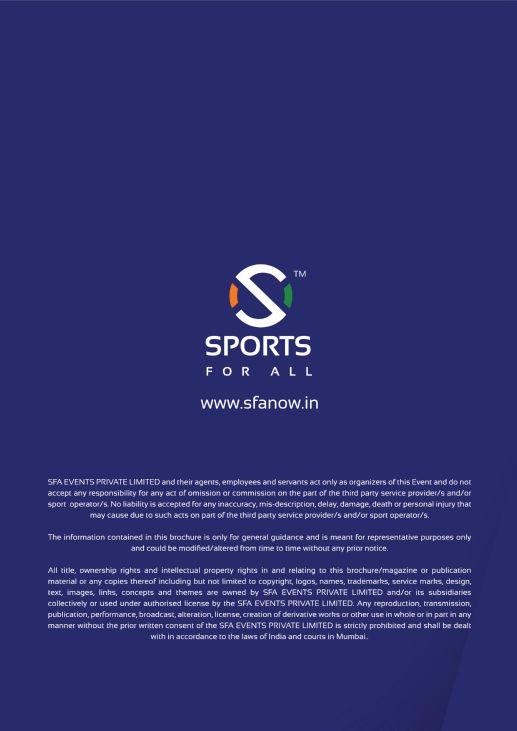 TM
SPORTS
FOR ALL
www.sfanow.in
SFA EVENTS PRIVATE LIMITED and their agents, employees and servants act only as organizers of this Event and do not
accept any responsibility for any act of omission or commission on the part of the third party service provider/s and/or
sport operator/s. No liability is accepted for any inaccuracy, mis-description, delay, damage, death or personal injury that
may cause due to such acts on part of the third party service provider/s and/or sport operator/s.
The information contained in this brochure is only for general guidance and is meant for representative purposes only
and could be modified/altered from time to time without any prior notice.
All title, ownership rights and intellectual property rights in and relating to this brochure/magazine or publication
material or any copies thereof including but not limited to copyright, logos, names, trademarks, service marks, design,
text, images, links, concepts and themes are owned by SFA EVENTS PRIVATE LIMITED and/or its subsidiaries
collectively or used under authorised license by the SFA EVENTS PRIVATE LIMITED. Any reproduction, transmission,
publication, performance, broadcast, alteration, license, creation of derivative works or other use in whole or in part in any
manner without the prior written consent of the SFA EVENTS PRIVATE LIMITED is strictly prohibited and shall be dealt
with in accordance to the laws of India and courts in Mumbai.